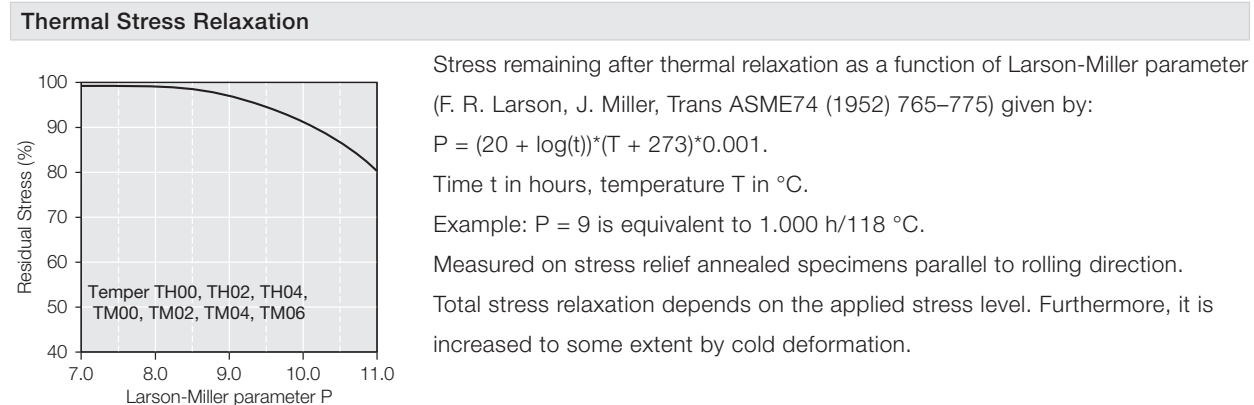 Thermal Stress Relaxation
100
90
80
70
60
50
40
Residual Stress (%)
Temper TH00, TH02, TH04,
TM00, TM02, TM04, TM06
7.0 8.0 9.0 10.0 11.0
Larson-Miller parameter P
Stress remaining after thermal relaxation as a function of Larson-Miller parameter
(F. R. Larson, J. Miller, Trans ASME74 (1952) 765–775) given by:
P = (20 + log(t))*(T + 273)*0.001.
Time t in hours, temperature T in °C.
Example: P = 9 is equivalent to 1.000 h/118 °C.
Measured on stress relief annealed specimens parallel to rolling direction.
Total stress relaxation depends on the applied stress level. Furthermore, it is
increased to some extent by cold deformation.